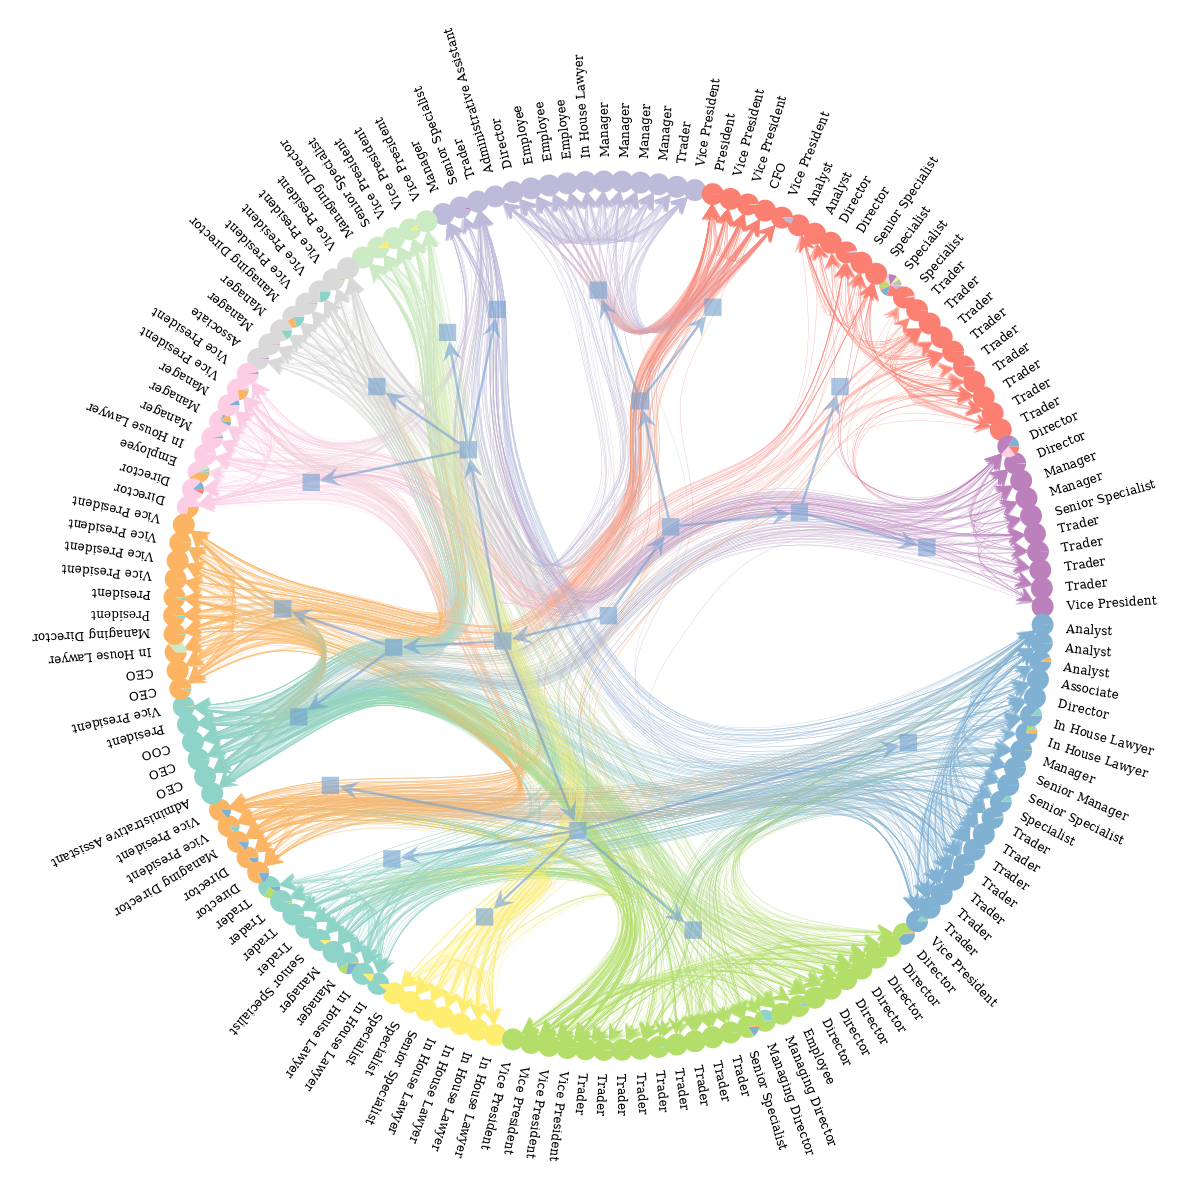 Administrative Assistant
Director
Employee
Employee
Employee
In House Lawyer
Manager
Manager
Manager
Manager
Trader
Vice President
President
Vice President
Vice President
CFO
Vice President
Analyst
Analyst
Director
Director
Senior Specialist
Specialist
Specialist
Specialist
Trader
Trader
Trader
Trader
Trader
Trader
Trader
Trader
Director
Director
Manager
Manager
Senior Specialist
Trader
Trader
Trader
Trader
Vice President
Analyst
Analyst
Analyst
Associate
Director
In House Lawyer
In House Lawyer
Manager
Senior Manager
Senior Specialist
Specialist
Trader
Trader
Trader
Trader
Trader
Trader
Trader
Vice President
Director
Director
Director
Director
Director
Director
Director
Employee
Managing Director
Managing Director
Senior Specialist
Trader
Trader
Trader
Trader
Trader
Trader
Trader
Trader
Trader
Vice President
Vice President
Vice President
Vice President
In House Lawyer
In House Lawyer
In House Lawyer
In House Lawyer
Senior Specialist
Specialist
Specialist
In House Lawyer
In House Lawyer
Manager
Manager
Senior Specialist
Trader
Trader
Trader
Director
Director
Managing Director
Vice President
Vice President
Administrative Assistant
CEO
CEO
COO
President
Vice President
CEO
CEO
In House Lawyer
Managing Director
President
President
Vice President
Vice President
Vice President
Vice President
Director
Director
Employee
In House Lawyer
Manager
Manager
Manager
Vice President
Vice President
Associate
Manager
Manager
Managing Director
Vice President
Vice President
Vice President
Vice President
Managing Director
Senior Specialist
Vice President
Vice President
Vice President
Manager
Senior Specialist
Trader